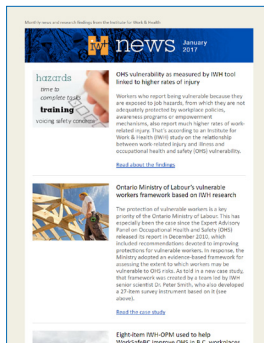 Monthly news and research findings from the Institute for Work & Health
iwh news January
2017
hazards
time to
complete tasks
training
voicing safety concerns
OHS vulnerability as measured by IWH tool
linked to higher rates of injury
Workers who report being vulnerable because they
are exposed to job hazards, from which they are not
adequately protected by workplace policies,
awareness programs or empowerment
mechanisms, also report much higher rates of work-
related injury. That's according to an Institute for
Work & Health (IWH) study on the relationship
between work-related injury and illness and
occupational health and safety (OHS) vulnerability.
Read about the findings
Ontario Ministry of Labour's vulnerable
workers framework based on IWH research
The protection of vulnerable workers is a key
priority of the Ontario Ministry of Labour. This has
especially been the case since the Expert Advisory
Panel on Occupational Health and Safety (OHS)
released its report in December 2010, which
included recommendations devoted to improving
protections for vulnerable workers. In response, the
Ministry adopted an evidence-based framework for
assessing the extent to which workers may be
vulnerable to OHS risks. As told in a new case study,
that framework was created by a team led by IWH
senior scientist Dr. Peter Smith, who also developed
a 27-item survey instrument based on it (see
above).
Read the case study
Eight-item IWH-OPM used to help
WorkSafeBC improve OHS in B.C. workplaces